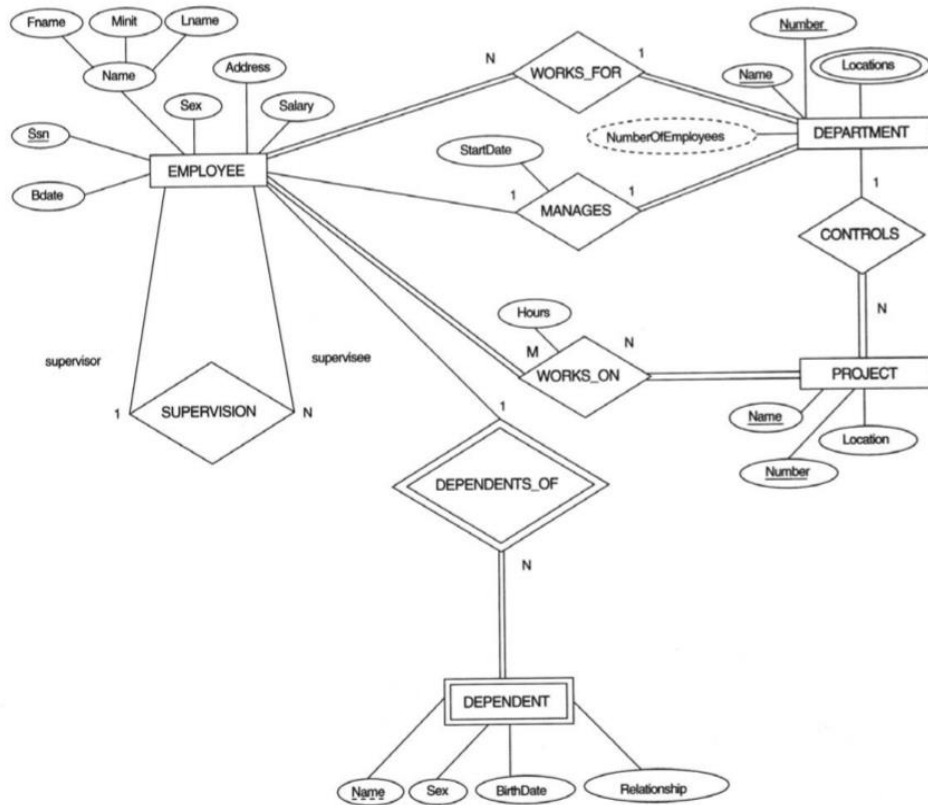 Fname
Minit
Lname
Number
Name
Address
N
1
WORKS_FOR
Name
Locations
Sex
Salary
Ssn
NumberOfEmployees
DEPARTMENT
StartDate
EMPLOYEE
1
1
1
Bdate
MANAGES
CONTROLS
Hours
N
M
N
supervisor
supervisee
WORKS_ON
PROJECT
1
SUPERVISION
N
1
Name
Location
Number
DEPENDENTS_OF
N
DEPENDENT
Name
Sex
BirthDate
Relationship